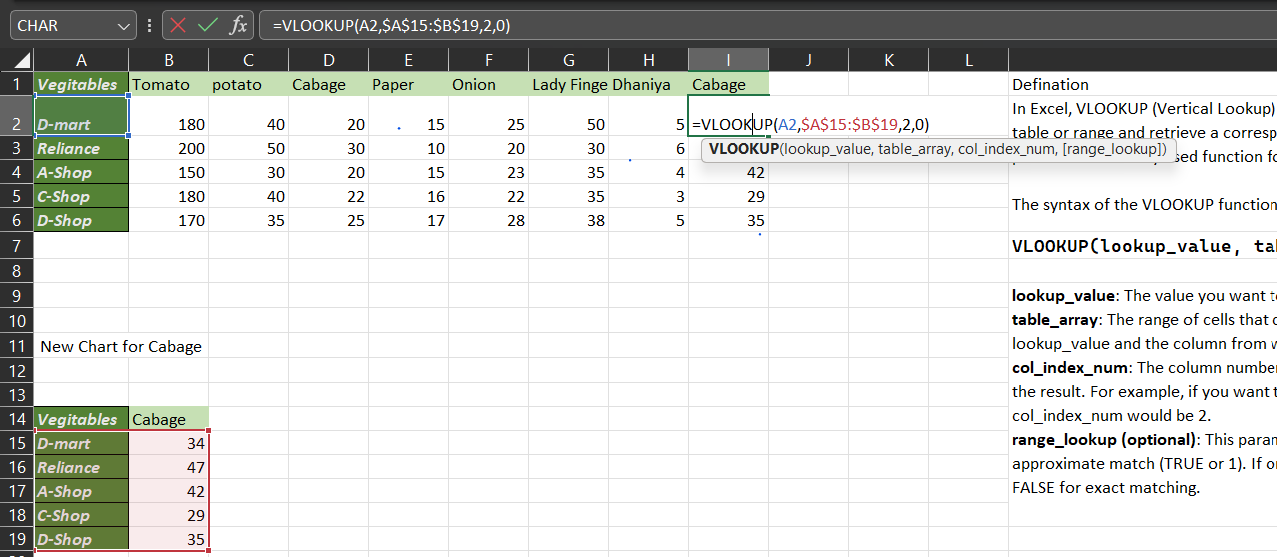 CHAR
=VLOOKUP(A2,$A$15:$B$19,2,0)
A B C D E F G H I J K L
1 Vegitables Tomato potato Cabage Paper Onion Lady Finge Dhaniya Cabage Defination
In Excel, VLOOKUP (Vertical Lookup)
2 D-mart 180 40 20 15 25 50 5 =VLOOKUP(A2,$A$15:$B$19,2,0) table or range and retrieve a corresp
VLOOKUP(lookup_value, table_array, col_index_num, [range_lookup])
3 Reliance 200 50 30 10 20 30 6 sed function fo
4 A-Shop 150 30 20 15 23 35 4 42
5 C-Shop 180 40 22 16 22 35 3 29 The syntax of the VLOOKUP function
6 D-Shop 170 35 25 17 28 38 5 35
7 VLOOKUP(lookup_value, ta
8
9 lookup_value: The value you want t
10 table_array: The range of cells that
11 New Chart for Cabage lookup_value and the column from
12 col_index_num: The column number
13 the result. For example, if you want
14 Vegitables Cabage col_index_num would be 2.
15 D-mart 34 range_lookup (optional): This param
16 Reliance 47 approximate match (TRUE or 1). If
17 A-Shop 42 FALSE for exact matching.
18 C-Shop 29
19 D-Shop 35